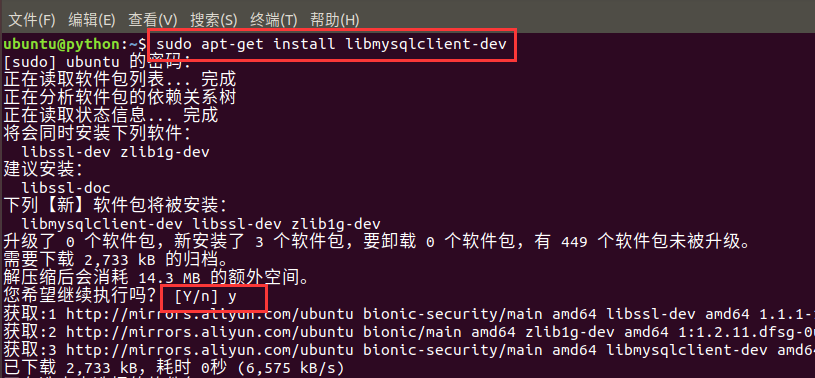 文件(F) 编辑(E) 查看(V) 搜索(S) 终端(T) 帮助(H)
ubuntu@python:~$ sudo apt-get install libmysqlclient-dev
[sudo] ubuntu 的密码：
正在读取软件包列表... 完成
正在分析软件包的依赖关系树
正在读取状态信息... 完成
将会同时安装下列软件：
libssl-dev zlib1g-dev
建议安装：
libssl-doc
下列【新】软件包将被安装：
libmysqlclient-dev libssl-dev zlib1g-dev
升级了 0 个软件包，新安装了 3 个软件包，要卸载 0 个软件包，有 449 个软件包未被升级。
需要下载 2,733 kB 的归档。
解压缩后会消耗 14.3 MB 的额外空间。
您希望继续执行吗？ [Y/n] y
获取:1 http://mirrors.aliyun.com/ubuntu bionic-security/main amd64 libssl-dev amd64 1.1.1-
获取:2 http://mirrors.aliyun.com/ubuntu bionic/main amd64 zlib1g-dev amd64 1:1.2.11.dfsg-0u
获取:3 http://mirrors.aliyun.com/ubuntu bionic-security/main amd64 libmysqlclient-dev amd64
已下载 2,733 kB，耗时 0秒 (6,575 kB/s)